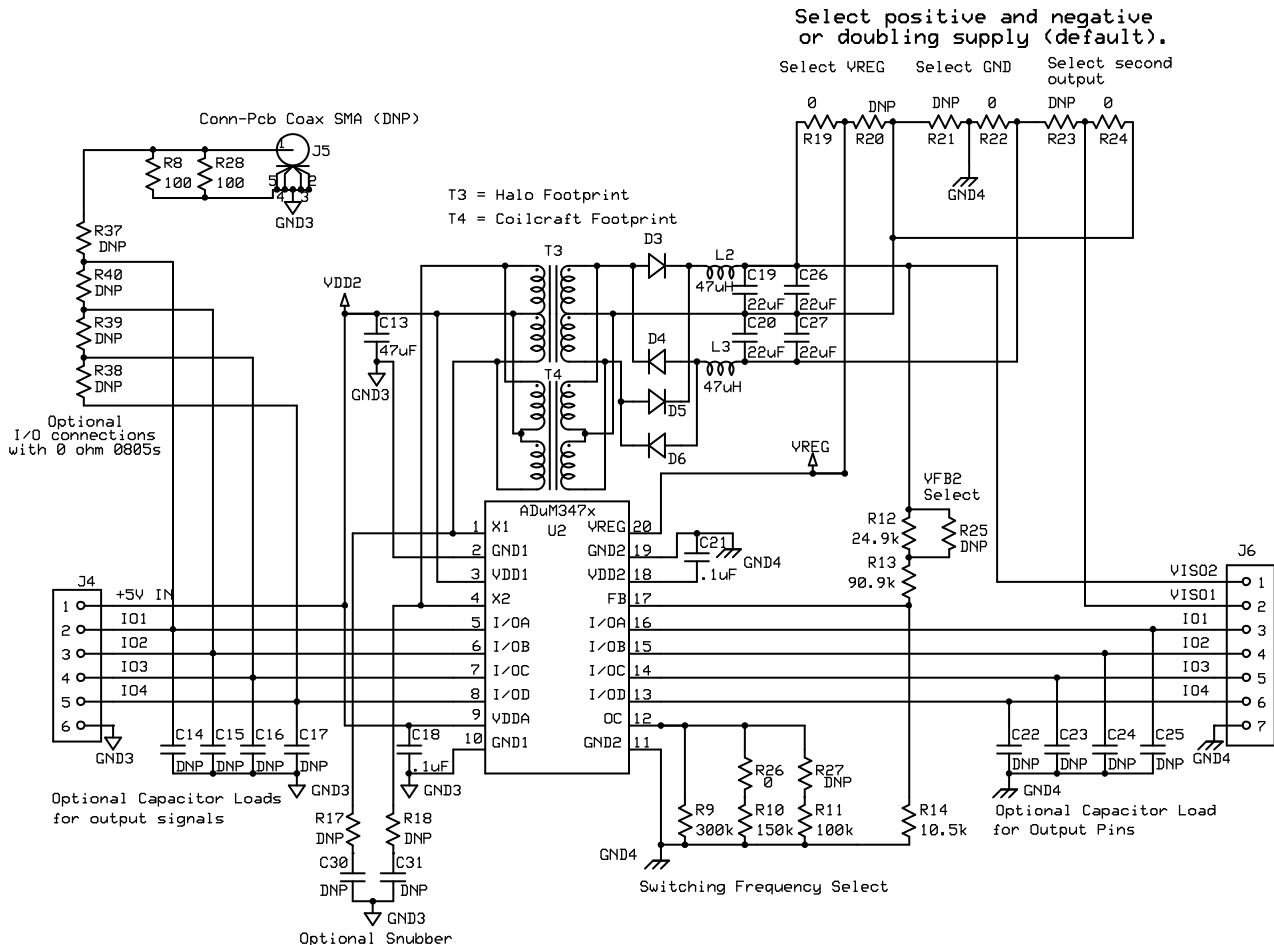 Select positive and negative
or doubling supply (default).
Select VREG
Select GND
Select second
output
0
DNP
DNP
0
DNP
0
R19
R20
R21
R22
R23
R24
GND4
Conn-Pcb Coax SMA (DNP)
1
J5
R8
100
R28
100
5
2
4
3
GND3
T3 = Halo Footprint
T4 = Coilcraft Footprint
R37
DNP
R40
DNP
R39
DNP
R38
DNP
Optional
I/O connections
with 0 ohm 0805s
VDD2
C13
47uF
GND3
T3
T4
D3
D4
D5
D6
L2
47uH
L3
47uH
C19
22uF
C26
22uF
C20
22uF
C27
22uF
VREG
VFB2
Select
R12
24.9k
R25
DNP
R13
90.9k
ADuM347x
U2
1 X1
2 GND1
3 VDD1
4 X2
5 I/OA
6 I/OB
7 I/OC
8 I/OD
9 VDDA
10 GND1
VREG 20
GND2 19
VDD2 18
FB 17
I/OA 16
I/OB 15
I/OC 14
I/OD 13
OC 12
GND2 11
C21
.1uF
GND4
J4
1
2
3
4
5
6
+5V IN
IO1
IO2
IO3
IO4
GND3
J6
VISO2 1
VISO1 2
IO1 3
IO2 4
IO3 5
IO4 6
7
GND4
C14
DNP
C15
DNP
C16
DNP
C17
DNP
GND3
Optional Capacitor Loads
for output signals
C18
.1uF
GND3
R17
DNP
R18
DNP
C30
DNP
C31
DNP
GND3
Optional Snubber
R26
0
R27
DNP
R9
300k
R10
150k
R11
100k
R14
10.5k
GND4
Switching Frequency Select
C22
DNP
C23
DNP
C24
DNP
C25
DNP
GND4
Optional Capacitor Load
for Output Pins